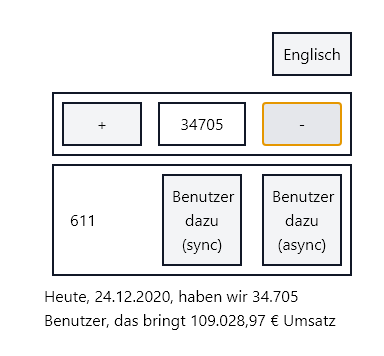 Englisch
+ 34705 -
Benutzer Benutzer
611 dazu dazu
(sync) (async)
Heute, 24.12.2020, haben wir 34.705
Benutzer, das bringt 109.028,97 € Umsatz